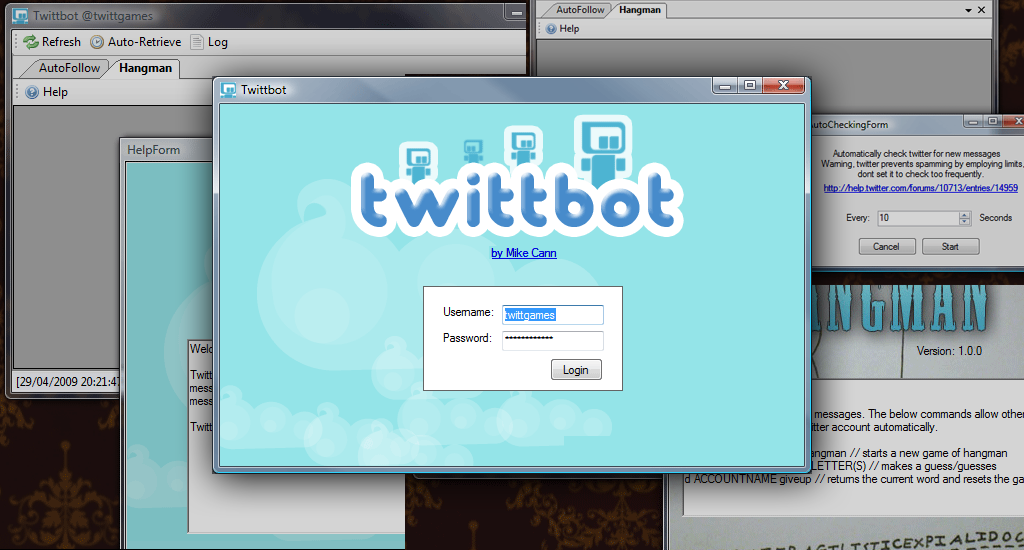 Twittbot @twittgames
Refresh Auto-Retrieve Log
AutoFollow Hangman
Help
[29/04/2009 20:21:47
HelpForm
Welc
Twitt
mess
mess
Twitt
Twittbot
twittbot
by Mike Cann
Username: twittgames
Password: ************
Login
AutoFollow Hangman
Help
AutoCheckingForm
Automatically check twitter for new messages
Warning, twitter prevents spamming by employing limits,
dont set it to check too frequently.
http://help.twitter.com/forums/10713/entries/14959
Every: 10 Seconds
Cancel Start
NGMAN
Version: 1.0.0
messages. The below commands allow other
tter account automatically.
angman // starts a new game of hangman
LETTER(S) // makes a guess/guesses
d ACCOUNTNAME giveup // returns the current word and resets the ga
RAGILISTICEXPIALIDOC